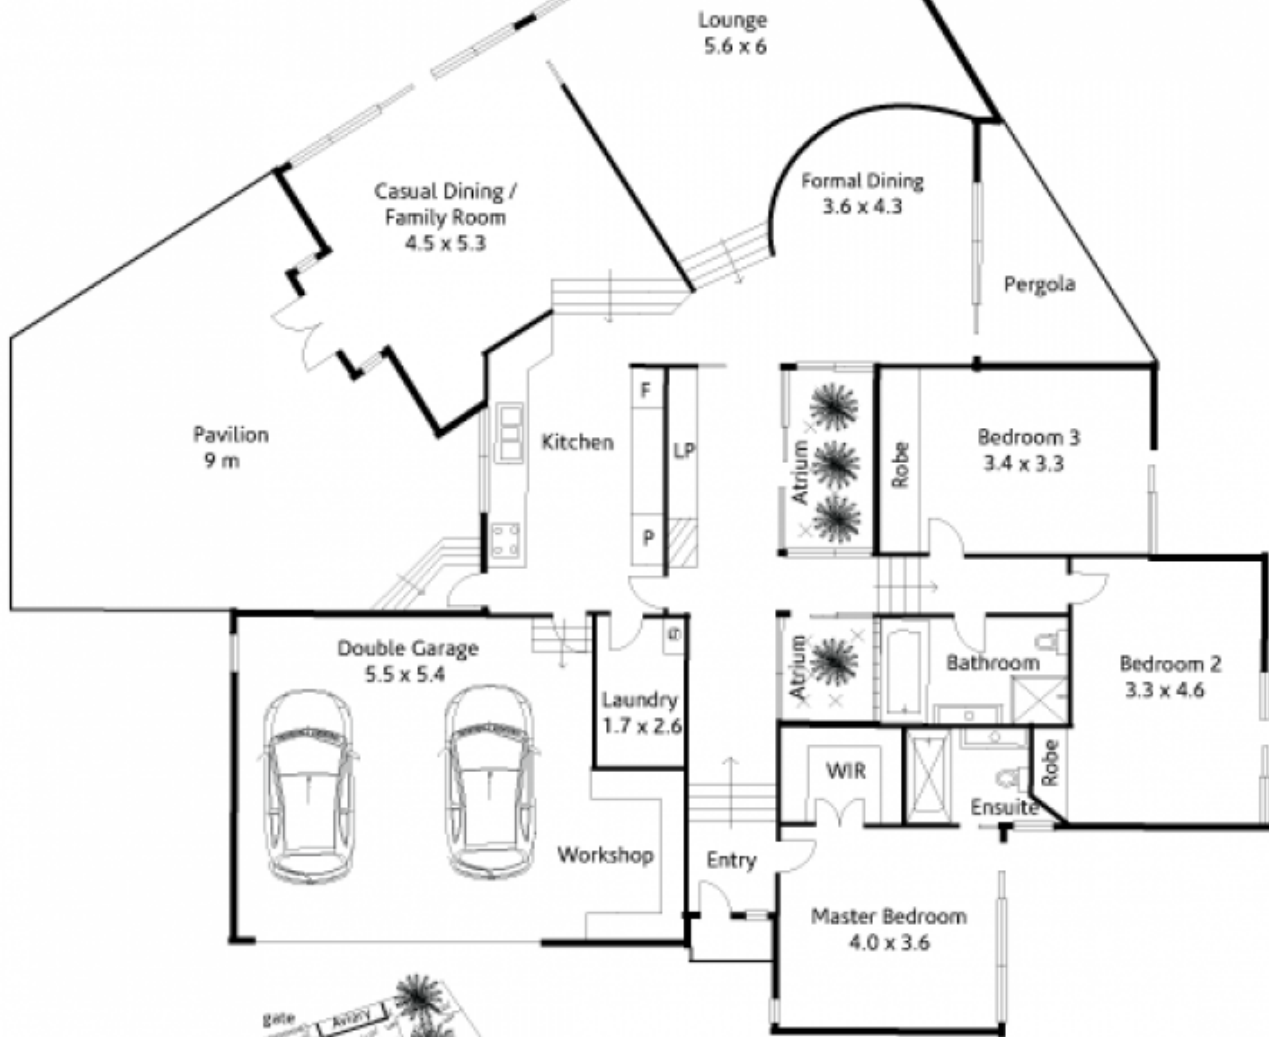 Lounge
5.6 x 6
Formal Dining
3.6 x 4.3
Casual Dining /
Family Room
4.5 x 5.3
Pergola
Pavilion
9 m
Kitchen
F
P
LP
Atrium
Robe
Bedroom 3
3.4 x 3.3
Double Garage
5.5 x 5.4
Laundry
1.7 x 2.6
Atrium
Bathroom
Bedroom 2
3.3 x 4.6
WIR
Robe
Ensuite
Workshop
Entry
Master Bedroom
4.0 x 3.6
gate
Aviary